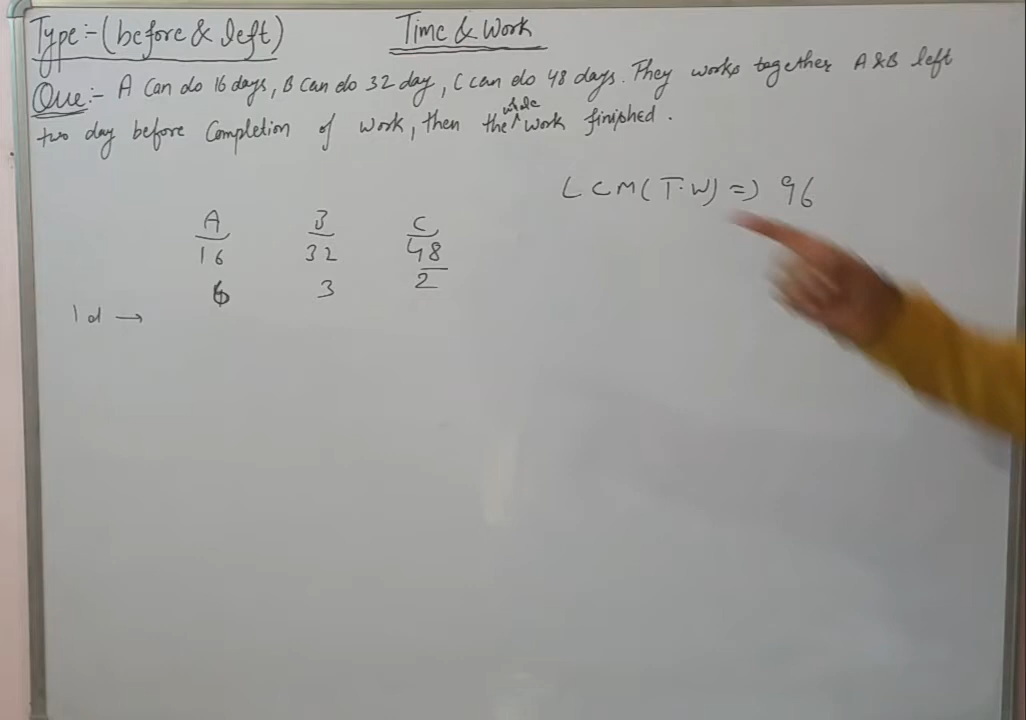 Type:-(before & left)
Time & Work
Que:- A Can do 16 days, B Can do 32 day, C can do 48 days. They works together A&B left
two day before Completion of work, then the whole work finished.
LCM(T.W) => 96
A B C
16 32 48
6 3 2
1d →